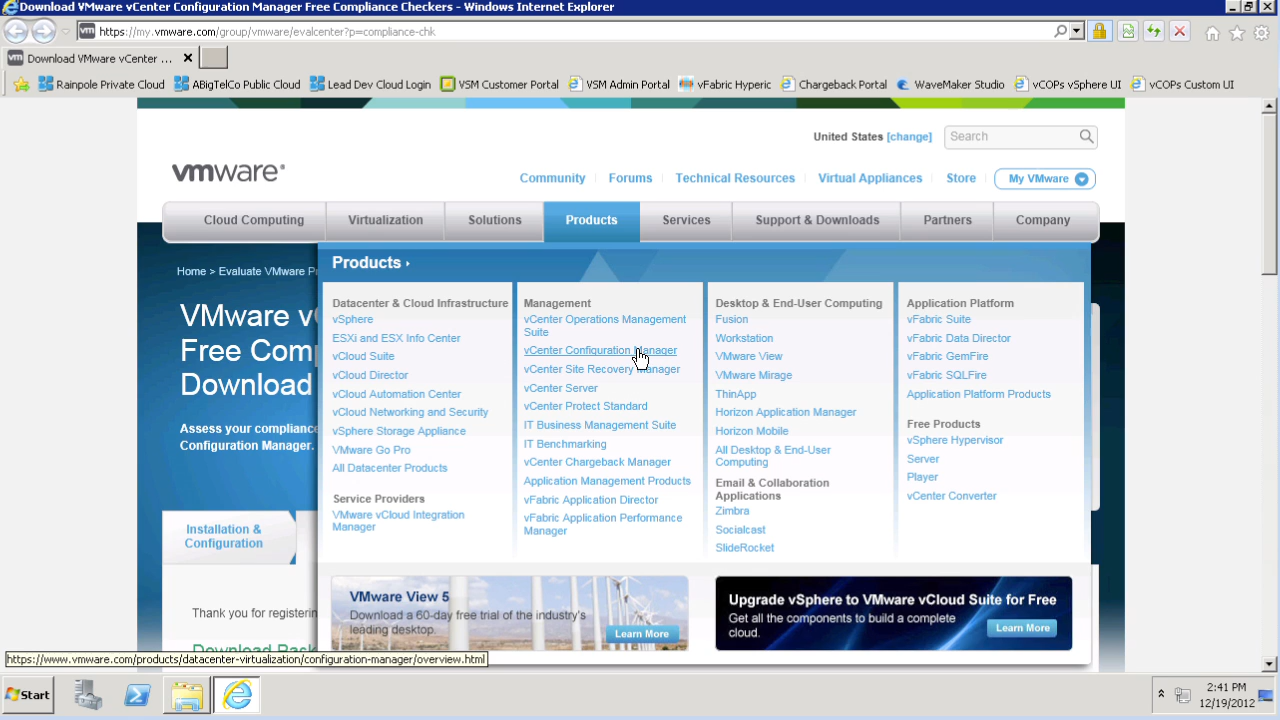 Download VMware vCenter Configuration Manager Free Compliance Checkers - Windows Internet Explorer
https://my.vmware.com/group/vmware/evalcenter?p=compliance-chk
Download VMware vCenter ...
Rainpole Private Cloud
ABigTelCo Public Cloud
Lead Dev Cloud Login
VSM Customer Portal
VSM Admin Portal
vFabric Hyperic
Chargeback Portal
WaveMaker Studio
vCOPs vSphere UI
vCOPs Custom UI
United States [change]
Search
vmware®
Community
Forums
Technical Resources
Virtual Appliances
Store
My VMware
Cloud Computing
Virtualization
Solutions
Products
Services
Support & Downloads
Partners
Company
Home > Evaluate VMware Pr
VMware v
Free Com
Download
Assess your compliance
Configuration Manager.
Installation &
Configuration
Thank you for registerin
Products
Datacenter & Cloud Infrastructure
vSphere
ESXi and ESX Info Center
vCloud Suite
vCloud Director
vCloud Automation Center
vCloud Networking and Security
vSphere Storage Appliance
VMware Go Pro
All Datacenter Products
Service Providers
VMware vCloud Integration
Manager
Management
vCenter Operations Management
Suite
vCenter Configuration Manager
vCenter Site Recovery Manager
vCenter Server
vCenter Protect Standard
IT Business Management Suite
IT Benchmarking
vCenter Chargeback Manager
Application Management Products
vFabric Application Director
vFabric Application Performance
Manager
Desktop & End-User Computing
Fusion
Workstation
VMware View
VMware Mirage
ThinApp
Horizon Application Manager
Horizon Mobile
All Desktop & End-User
Computing
Email & Collaboration
Applications
Zimbra
Socialcast
SlideRocket
Application Platform
vFabric Suite
vFabric Data Director
vFabric GemFire
vFabric SQLFire
Application Platform Products
Free Products
vSphere Hypervisor
Server
Player
vCenter Converter
VMware View 5
Download a 60-day free trial of the industry's
leading desktop.
Learn More
Upgrade vSphere to VMware vCloud Suite for Free
Get all the components to build a complete
cloud.
Learn More
https://www.vmware.com/products/datacenter-virtualization/configuration-manager/overview.html
Start
2:41 PM
12/19/2012